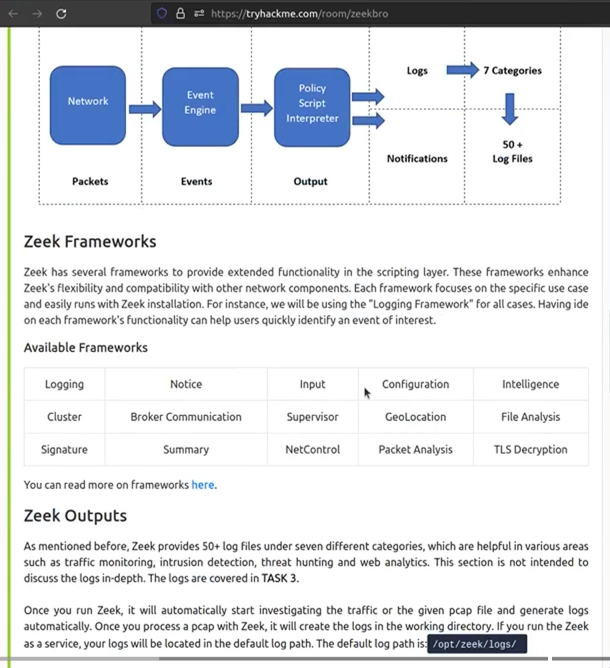 https://tryhackme.com/room/zeekbro
Network
Event
Engine
Policy
Script
Interpreter
Logs
7 Categories
Notifications
50 +
Log Files
Packets
Events
Output
Zeek Frameworks
Zeek has several frameworks to provide extended functionality in the scripting layer. These frameworks enhance
Zeek's flexibility and compatibility with other network components. Each framework focuses on the specific use case
and easily runs with Zeek installation. For instance, we will be using the "Logging Framework" for all cases. Having ide
on each framework's functionality can help users quickly identify an event of interest.
Available Frameworks
Logging Notice Input Configuration Intelligence
Cluster Broker Communication Supervisor GeoLocation File Analysis
Signature Summary NetControl Packet Analysis TLS Decryption
You can read more on frameworks here.
Zeek Outputs
As mentioned before, Zeek provides 50+ log files under seven different categories, which are helpful in various areas
such as traffic monitoring, intrusion detection, threat hunting and web analytics. This section is not intended to
discuss the logs in-depth. The logs are covered in TASK 3.
Once you run Zeek, it will automatically start investigating the traffic or the given pcap file and generate logs
automatically. Once you process a pcap with Zeek, it will create the logs in the working directory. If you run the Zeek
as a service, your logs will be located in the default log path. The default log path is: /opt/zeek/logs/